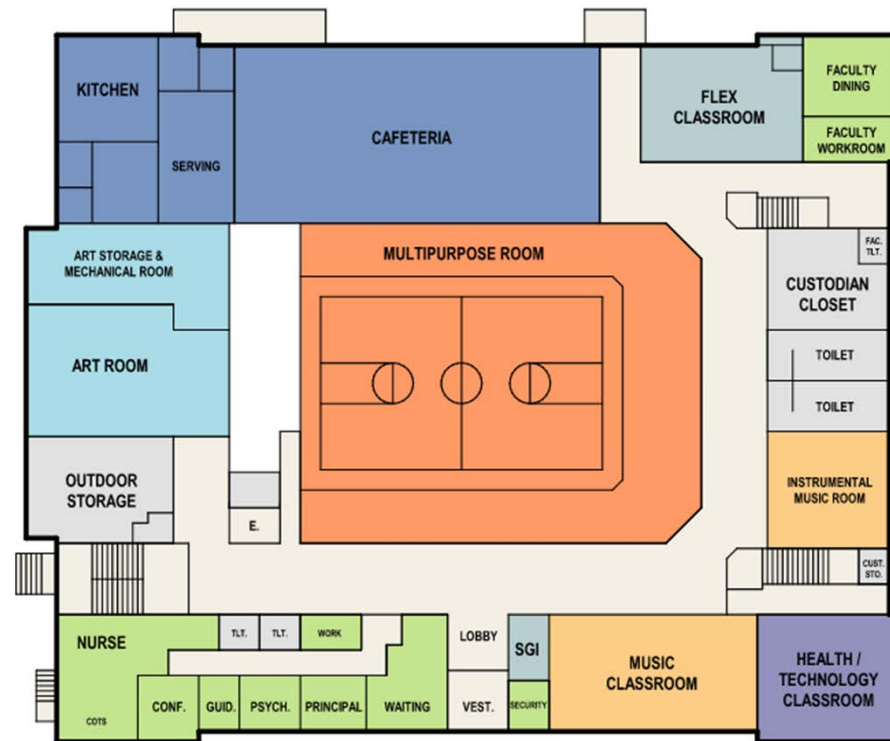 KITCHEN
SERVING
CAFETERIA
FLEX
CLASSROOM
FACULTY
DINING
FACULTY
WORKROOM
ART STORAGE &
MECHANICAL ROOM
MULTIPURPOSE ROOM
FAC.
TLT.
CUSTODIAN
CLOSET
ART ROOM
TOILET
TOILET
OUTDOOR
STORAGE
INSTRUMENTAL
MUSIC ROOM
E.
CUST.
STO.
NURSE
TLT.
TLT.
WORK
LOBBY
SGI
MUSIC
CLASSROOM
HEALTH /
TECHNOLOGY
CLASSROOM
COTS
CONF.
GUID.
PSYCH.
PRINCIPAL
WAITING
VEST.
SECURITY